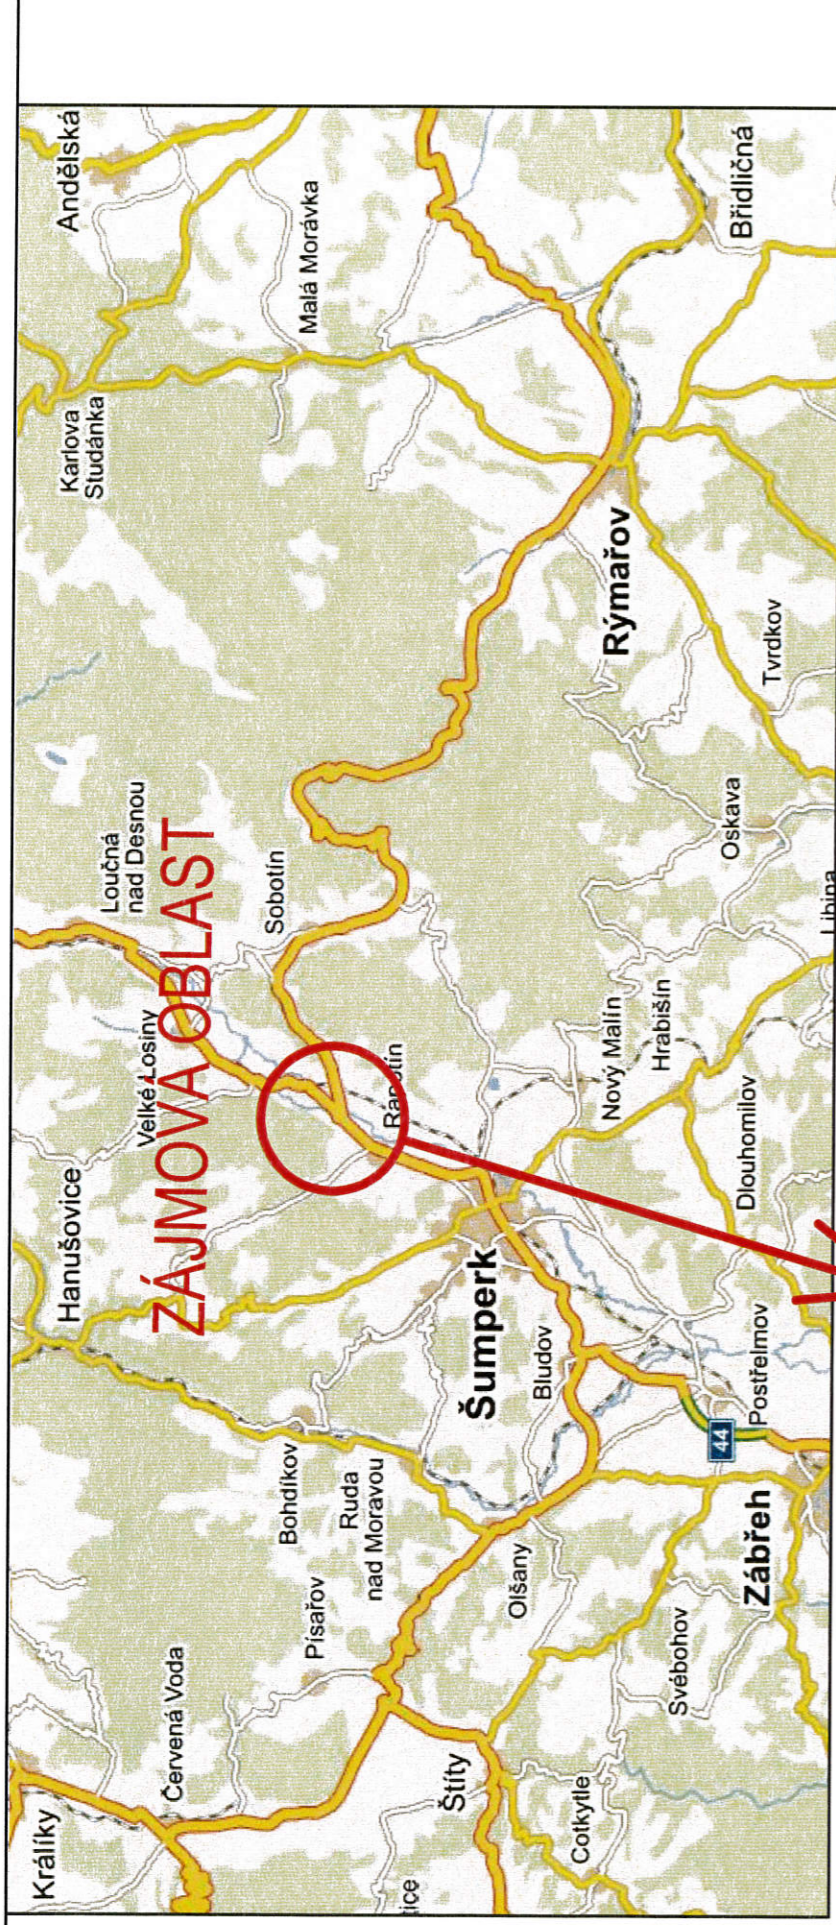 Králíky
Červená Voda
Štíty
Cotkytle
Písařov
Bohdíkov
Ruda
nad Moravou
Olšany
Svébohov
Zábřeh
Hanušovice
Šumperk
Bludov
Postřelmov
44
ZÁJMOVÁ OBLAST
Velké Losiny
Loučná
nad Desnou
Sobotín
Rapotín
Nový Malín
Hrabišín
Dlouhomilov
Oskava
Libina
Karlova
Studánka
Malá Morávka
Andělská
Rýmařov
Tvrdkov
Břidličná